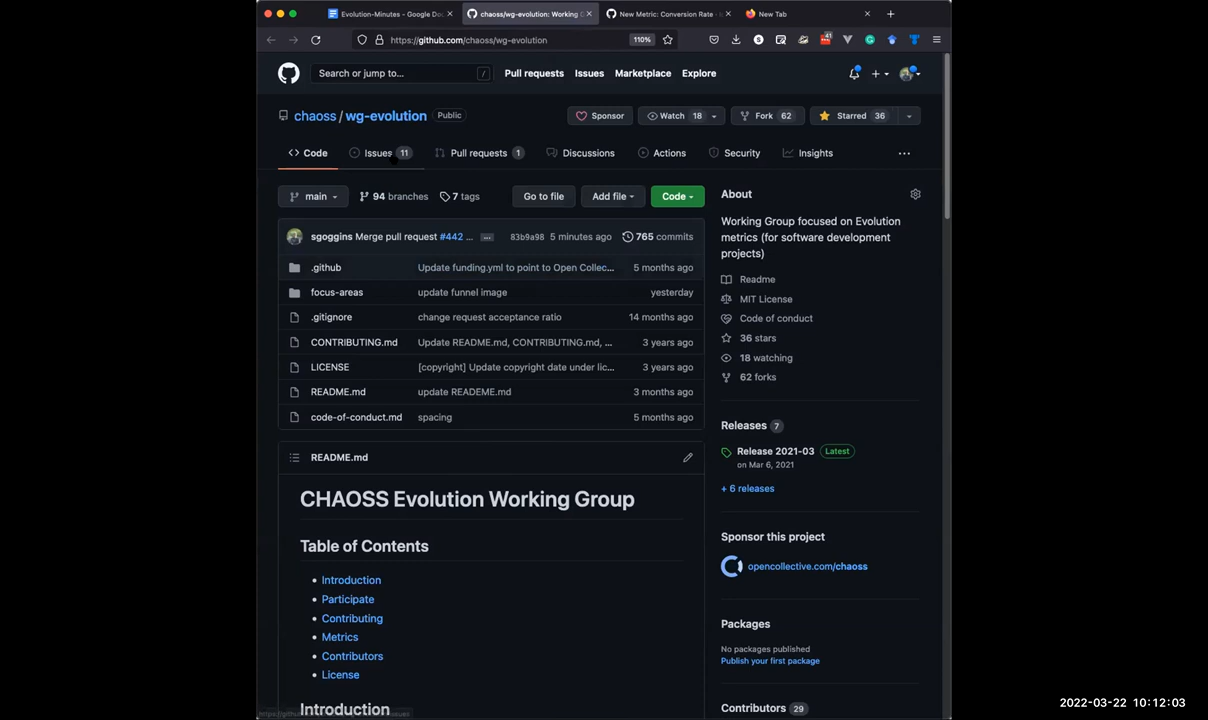 Evolution-Minutes - Google Do
chaoss/wg-evolution: Working
New Metric: Conversion Rate -
New Tab
https://github.com/chaoss/wg-evolution
110%
41
Search or jump to...
/
Pull requests
Issues
Marketplace
Explore
chaoss / wg-evolution
Public
Sponsor
Watch 18
Fork 62
Starred 36
Code
Issues 11
Pull requests 1
Discussions
Actions
Security
Insights
main
94 branches
7 tags
Go to file
Add file
Code
sgoggins Merge pull request #442 ...
83b9a98 5 minutes ago
765 commits
.github
Update funding.yml to point to Open Collec...
5 months ago
focus-areas
update funnel image
yesterday
.gitignore
change request acceptance ratio
14 months ago
CONTRIBUTING.md
Update README.md, CONTRIBUTING.md, ...
3 years ago
LICENSE
[copyright] Update copyright date under lic...
3 years ago
README.md
update READEME.md
3 months ago
code-of-conduct.md
spacing
5 months ago
README.md
CHAOSS Evolution Working Group
Table of Contents
Introduction
Participate
Contributing
Metrics
Contributors
License
Introduction
About
Working Group focused on Evolution
metrics (for software development
projects)
Readme
MIT License
Code of conduct
36 stars
18 watching
62 forks
Releases 7
Release 2021-03 Latest
on Mar 6, 2021
+ 6 releases
Sponsor this project
opencollective.com/chaoss
Packages
No packages published
Publish your first package
Contributors 29
2022-03-22 10:12:03